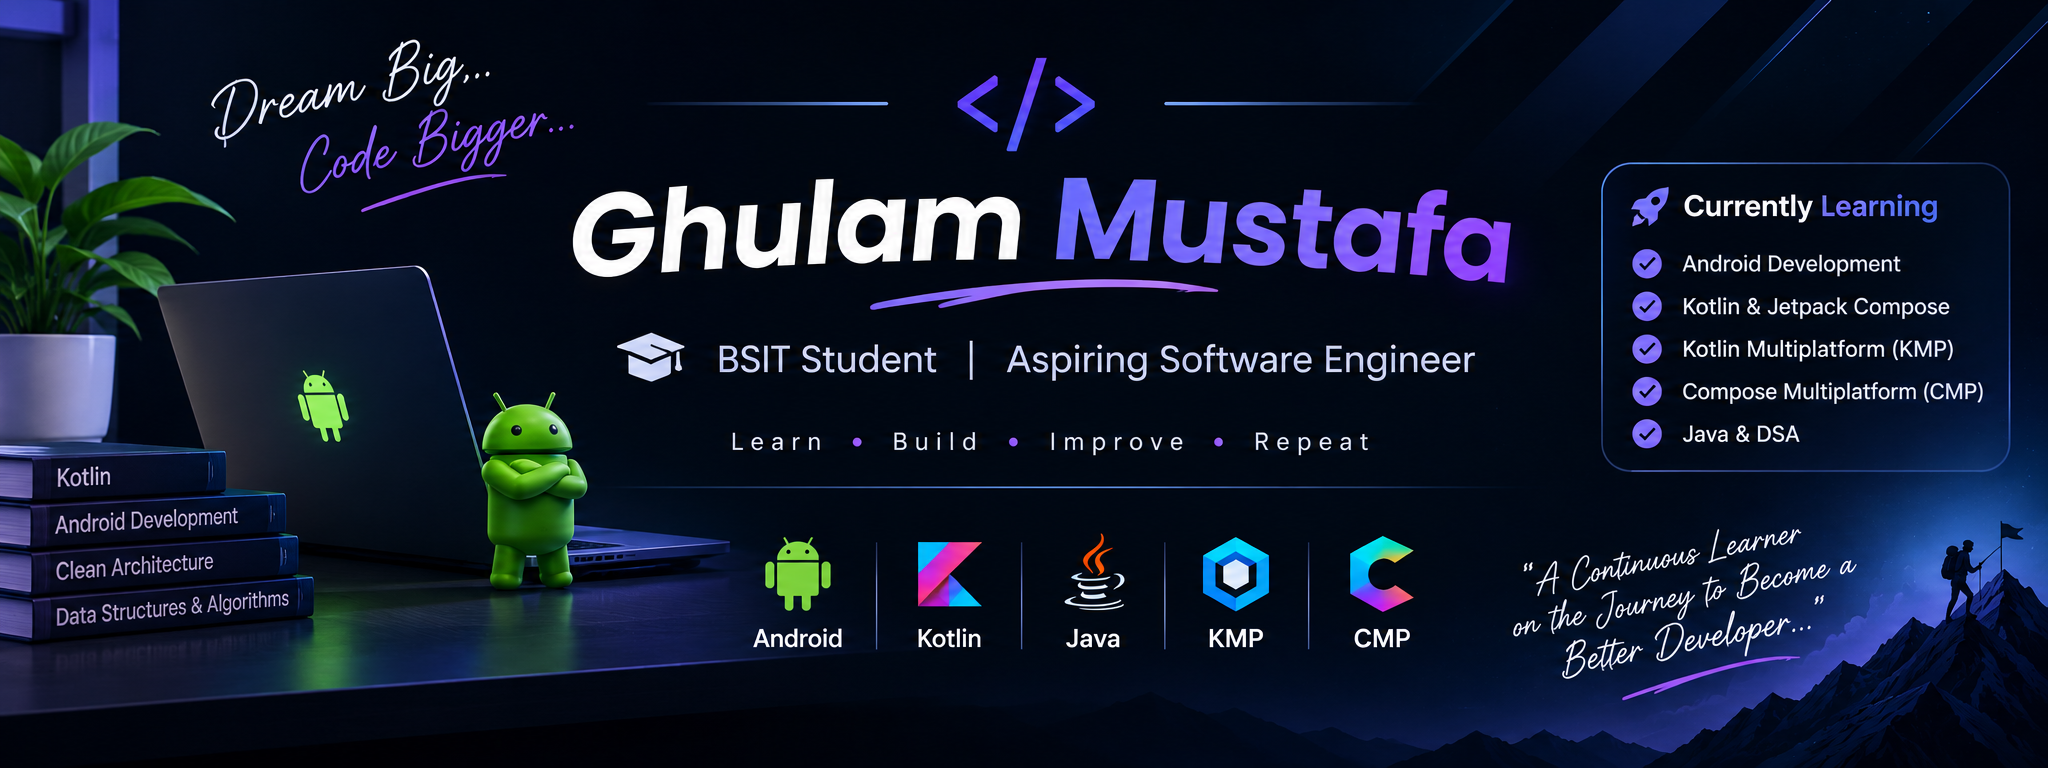 Dream Big,..
Code Bigger...
</>
Ghulam Mustafa
BSIT Student | Aspiring Software Engineer
Learn • Build • Improve • Repeat
Kotlin
Android Development
Clean Architecture
Data Structures & Algorithms
Android
Kotlin
Java
KMP
CMP
Currently Learning
Android Development
Kotlin & Jetpack Compose
Kotlin Multiplatform (KMP)
Compose Multiplatform (CMP)
Java & DSA
“A Continuous Learner
on the Journey to Become a
Better Developer...”